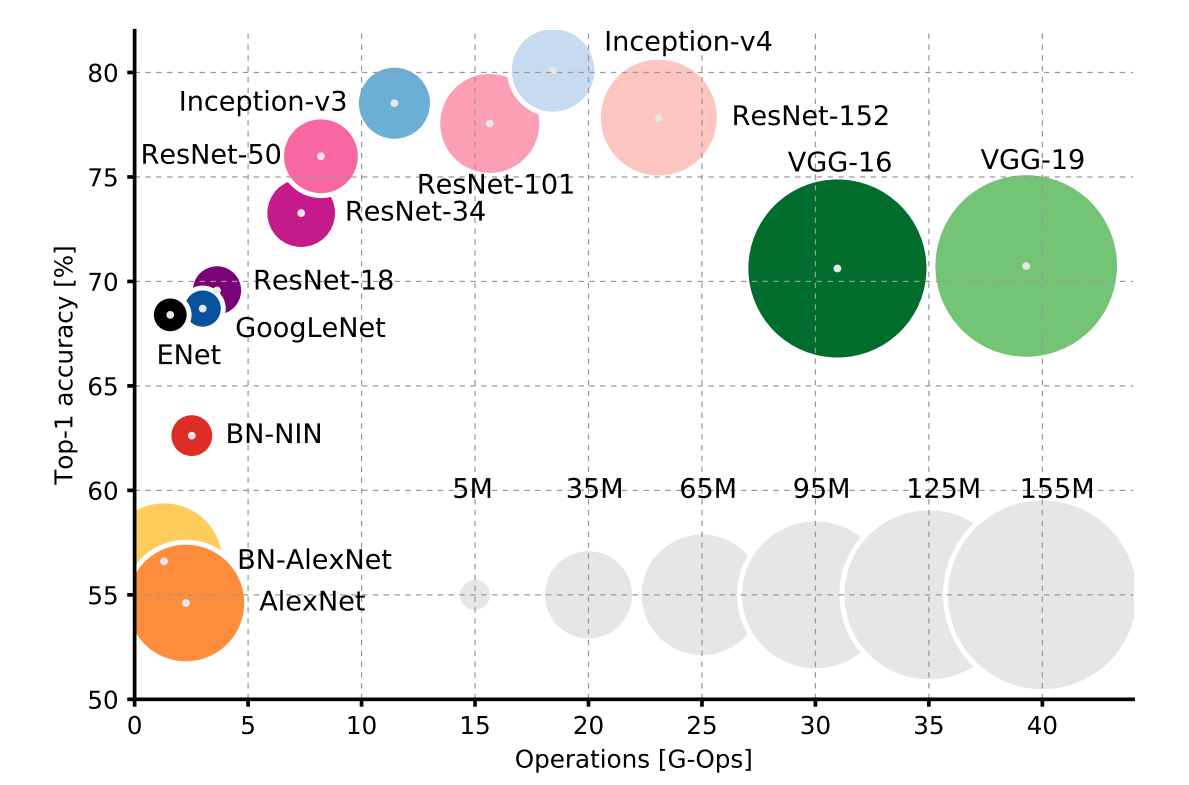 Inception-v4
80
Inception-v3
ResNet-152
ResNet-50
VGG-16
VGG-19
75
ResNet-101
ResNet-34
70
ResNet-18
GoogLeNet
ENet
65
Top-1 accuracy [%]
BN-NIN
60
5M 35M 65M 95M 125M 155M
BN-AlexNet
55
AlexNet
50
0 5 10 15 20 25 30 35 40
Operations [G-Ops]